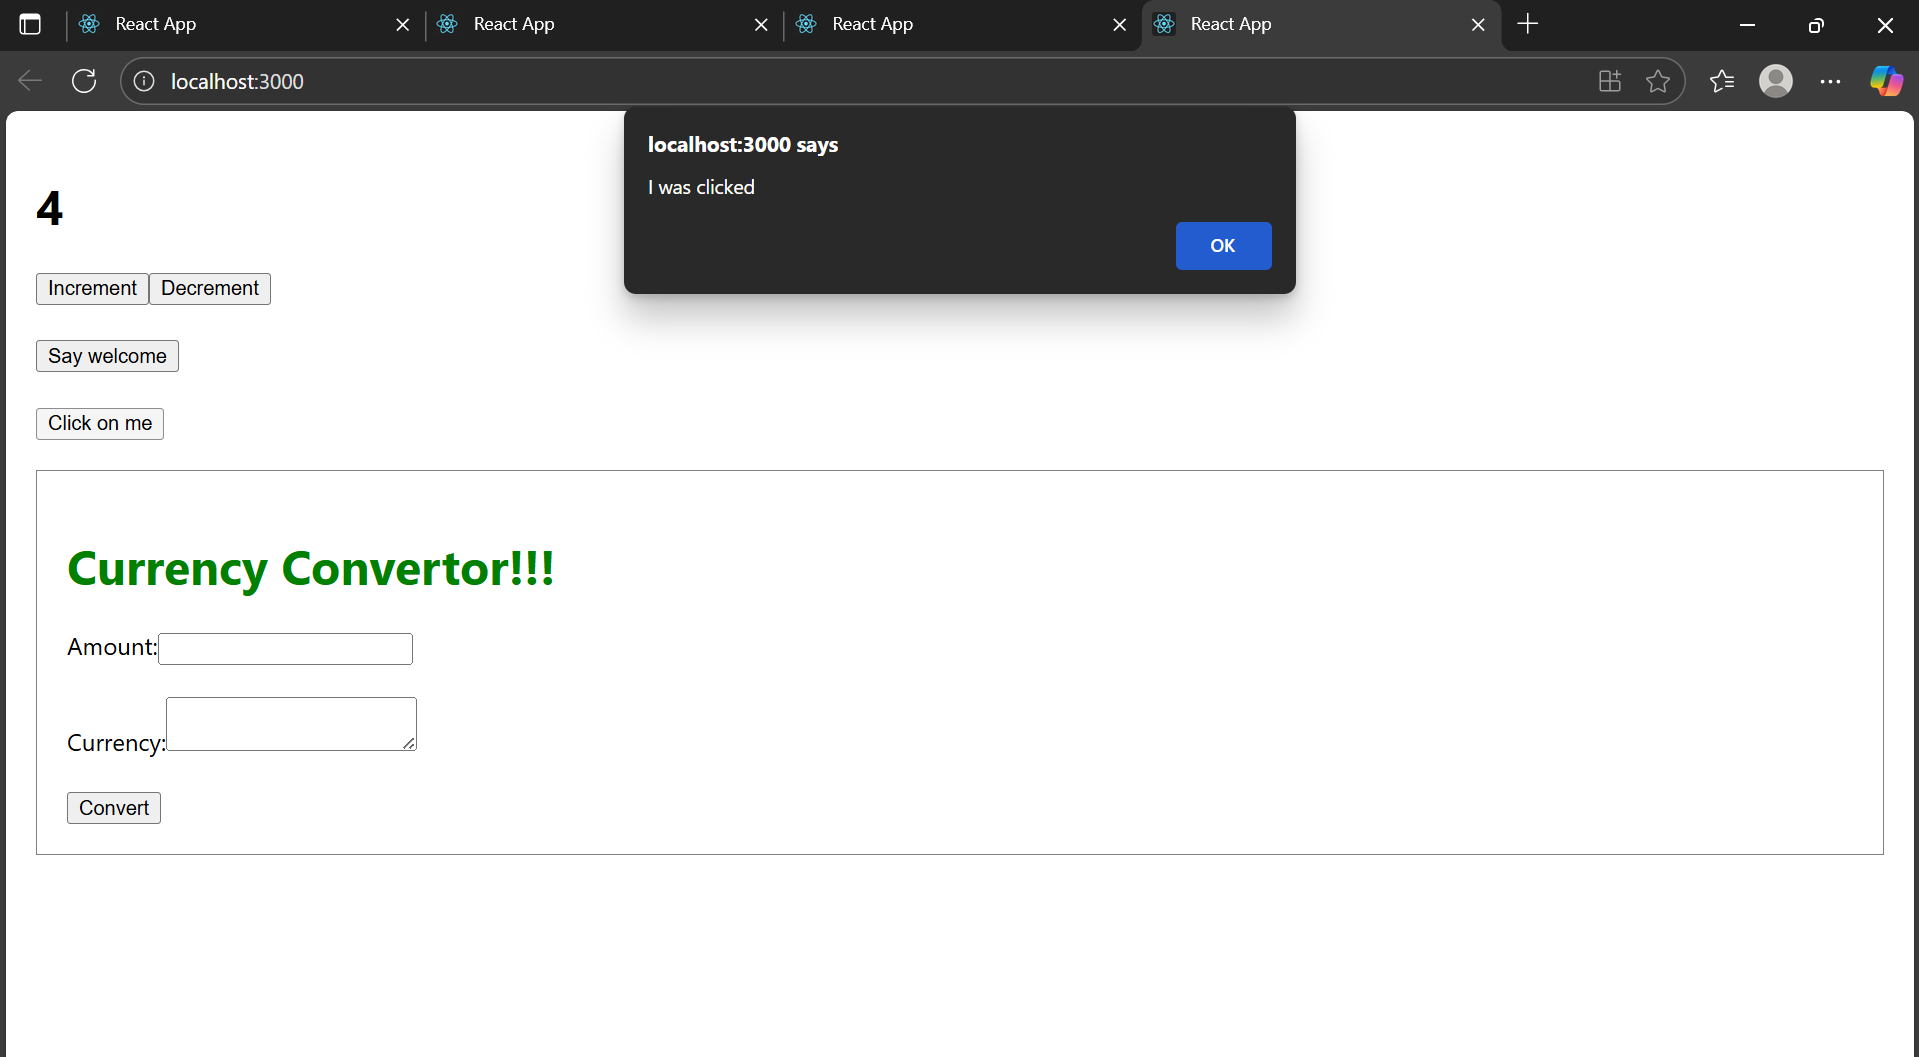 React App React App React App React App
localhost:3000
localhost:3000 says
I was clicked
OK
4
Increment Decrement
Say welcome
Click on me
Currency Convertor!!!
Amount:
Currency:
Convert